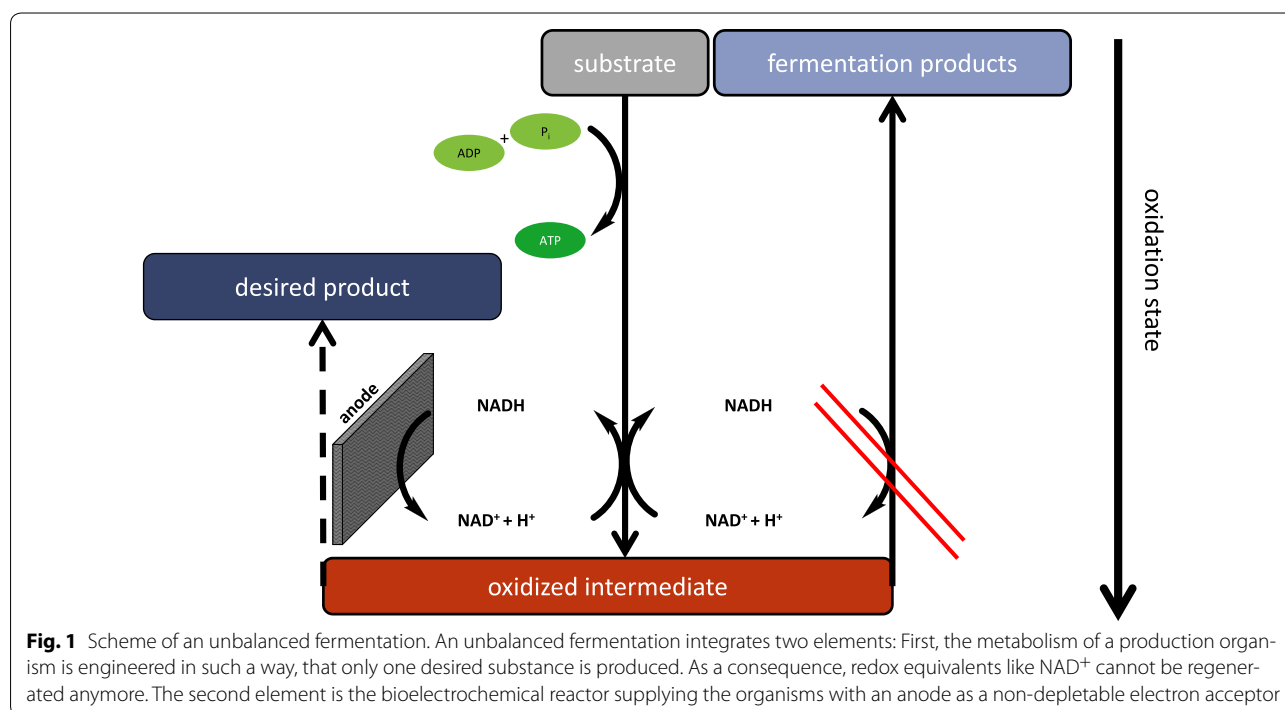 substrate
fermentation products
ADP
+
Pi
ATP
oxidation state
desired product
anode
NADH
NADH
NAD⁺ + H⁺
NAD⁺ + H⁺
oxidized intermediate
Fig. 1 Scheme of an unbalanced fermentation. An unbalanced fermentation integrates two elements: First, the metabolism of a production organ-
ism is engineered in such a way, that only one desired substance is produced. As a consequence, redox equivalents like NAD⁺ cannot be regener-
ated anymore. The second element is the bioelectrochemical reactor supplying the organisms with an anode as a non-depletable electron acceptor